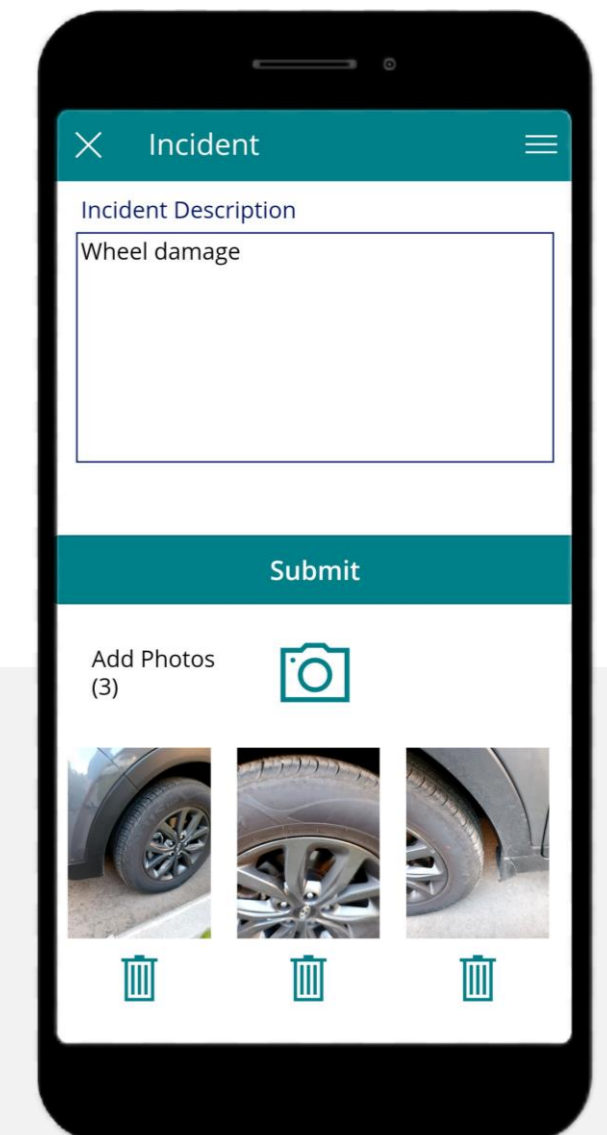 Incident
Incident Description
Wheel damage
Submit
Add Photos
(3)